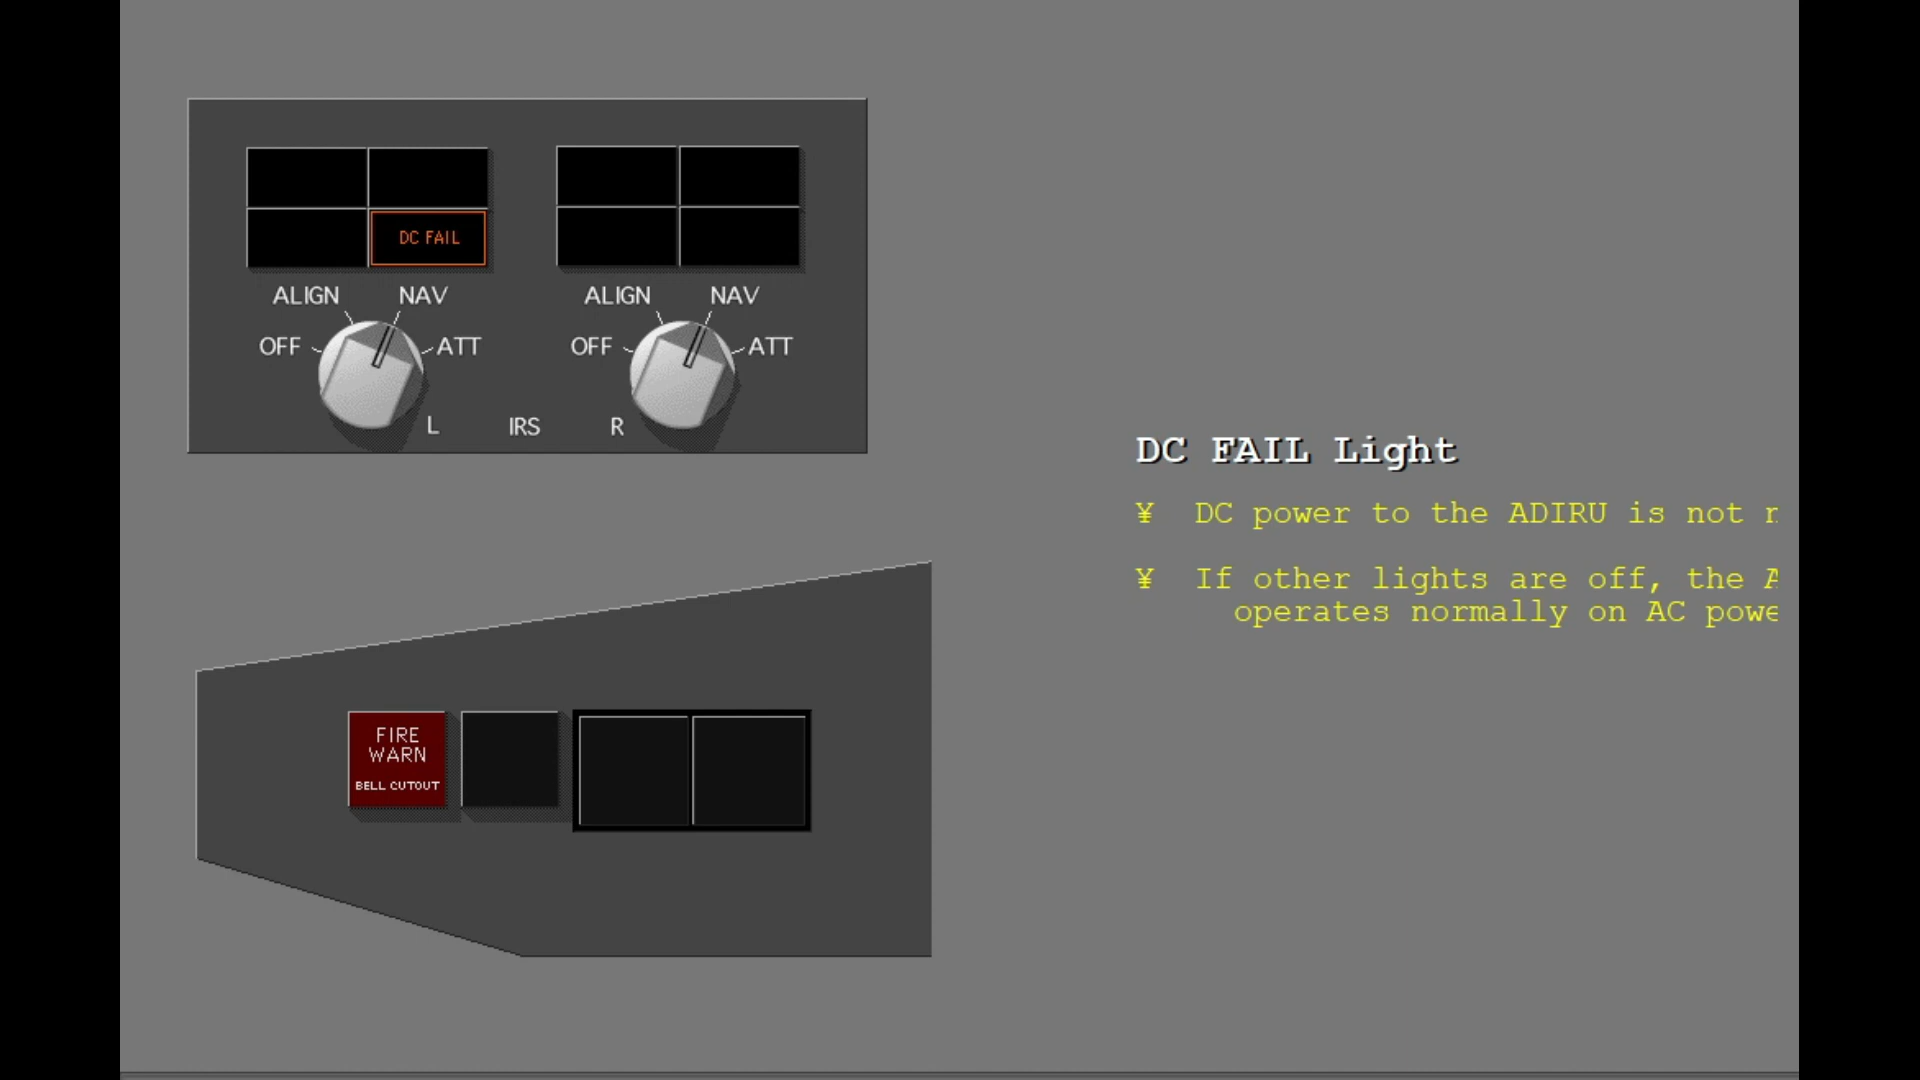 DC FAIL
ALIGN NAV
OFF ATT
L
ALIGN NAV
OFF ATT
IRS
R
DC FAIL Light
¥ DC power to the ADIRU is not
¥ If other lights are off, the
operates normally on AC powe
FIRE
WARN
BELL CUTOUT